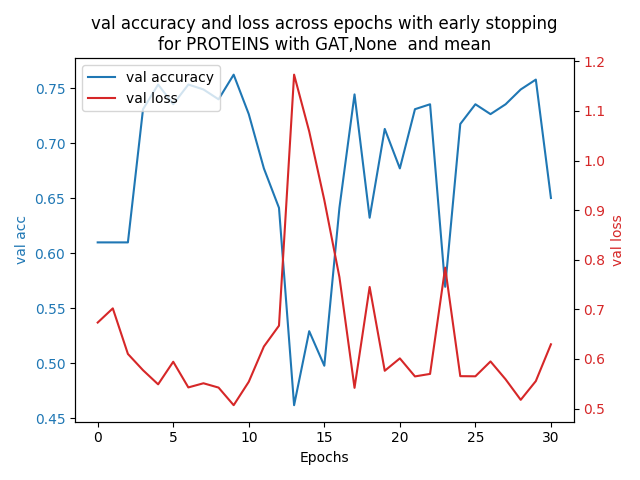 val accuracy and loss across epochs with early stopping
for PROTEINS with GAT,None  and mean
val accuracy
val loss
0.75
0.70
0.65
0.60
0.55
0.50
0.45
val acc
1.2
1.1
1.0
0.9
0.8
0.7
0.6
0.5
val loss
0 5 10 15 20 25 30
Epochs